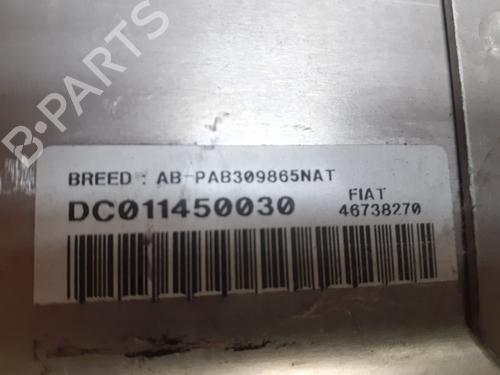 B-PARTS
BREED : AB-PAB309865NAT
DC011450030
FIAT
46738270